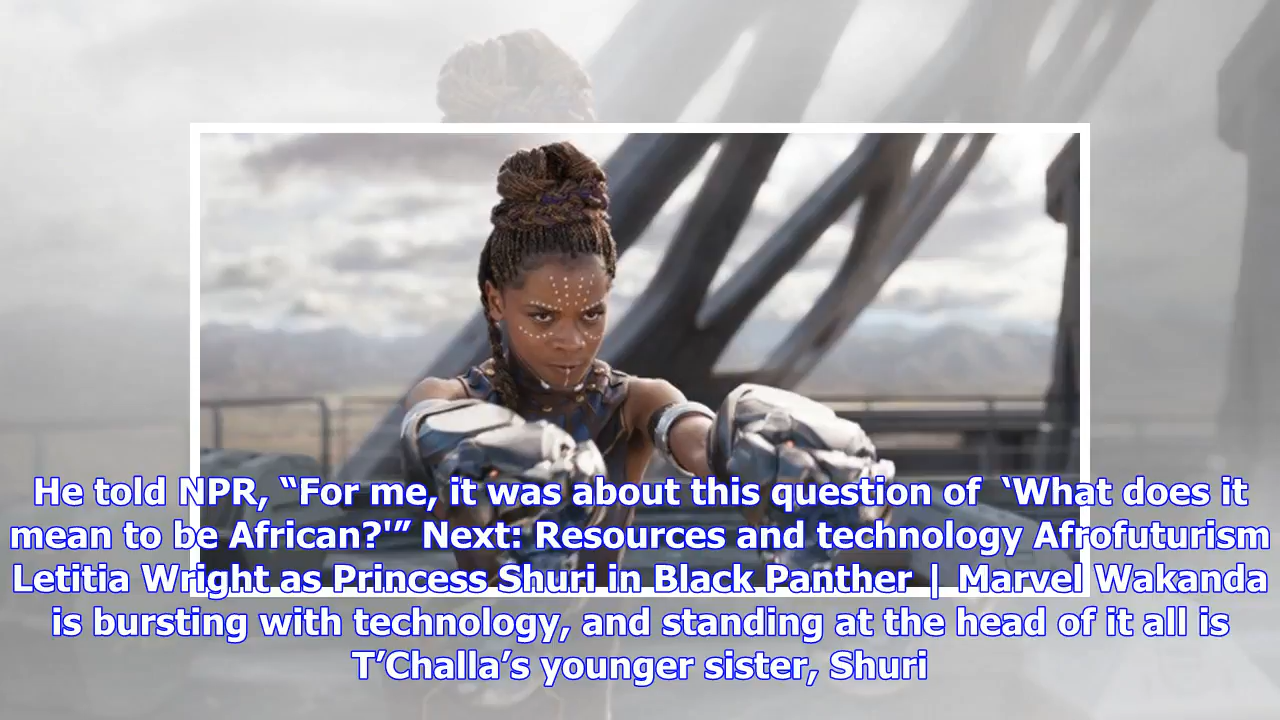 He told NPR, “For me, it was about this question of  ‘What does it
mean to be African?'” Next: Resources and technology Afrofuturism
Letitia Wright as Princess Shuri in Black Panther | Marvel Wakanda
is bursting with technology, and standing at the head of it all is
T’Challa’s younger sister, Shuri